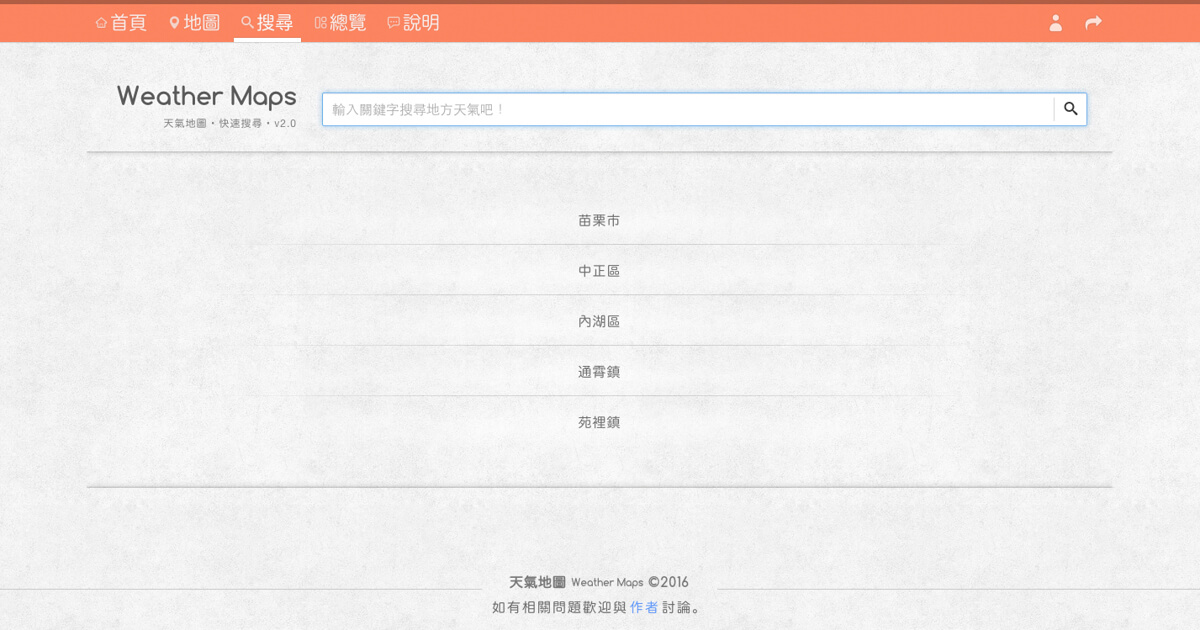 首頁 地圖 搜尋 總覽 說明
Weather Maps
天氣地圖・快速搜尋・v2.0
輸入關鍵字搜尋地方天氣吧！
苗栗市
中正區
內湖區
通霄鎮
苑裡鎮
天氣地圖 Weather Maps ©2016
如有相關問題歡迎與作者討論。